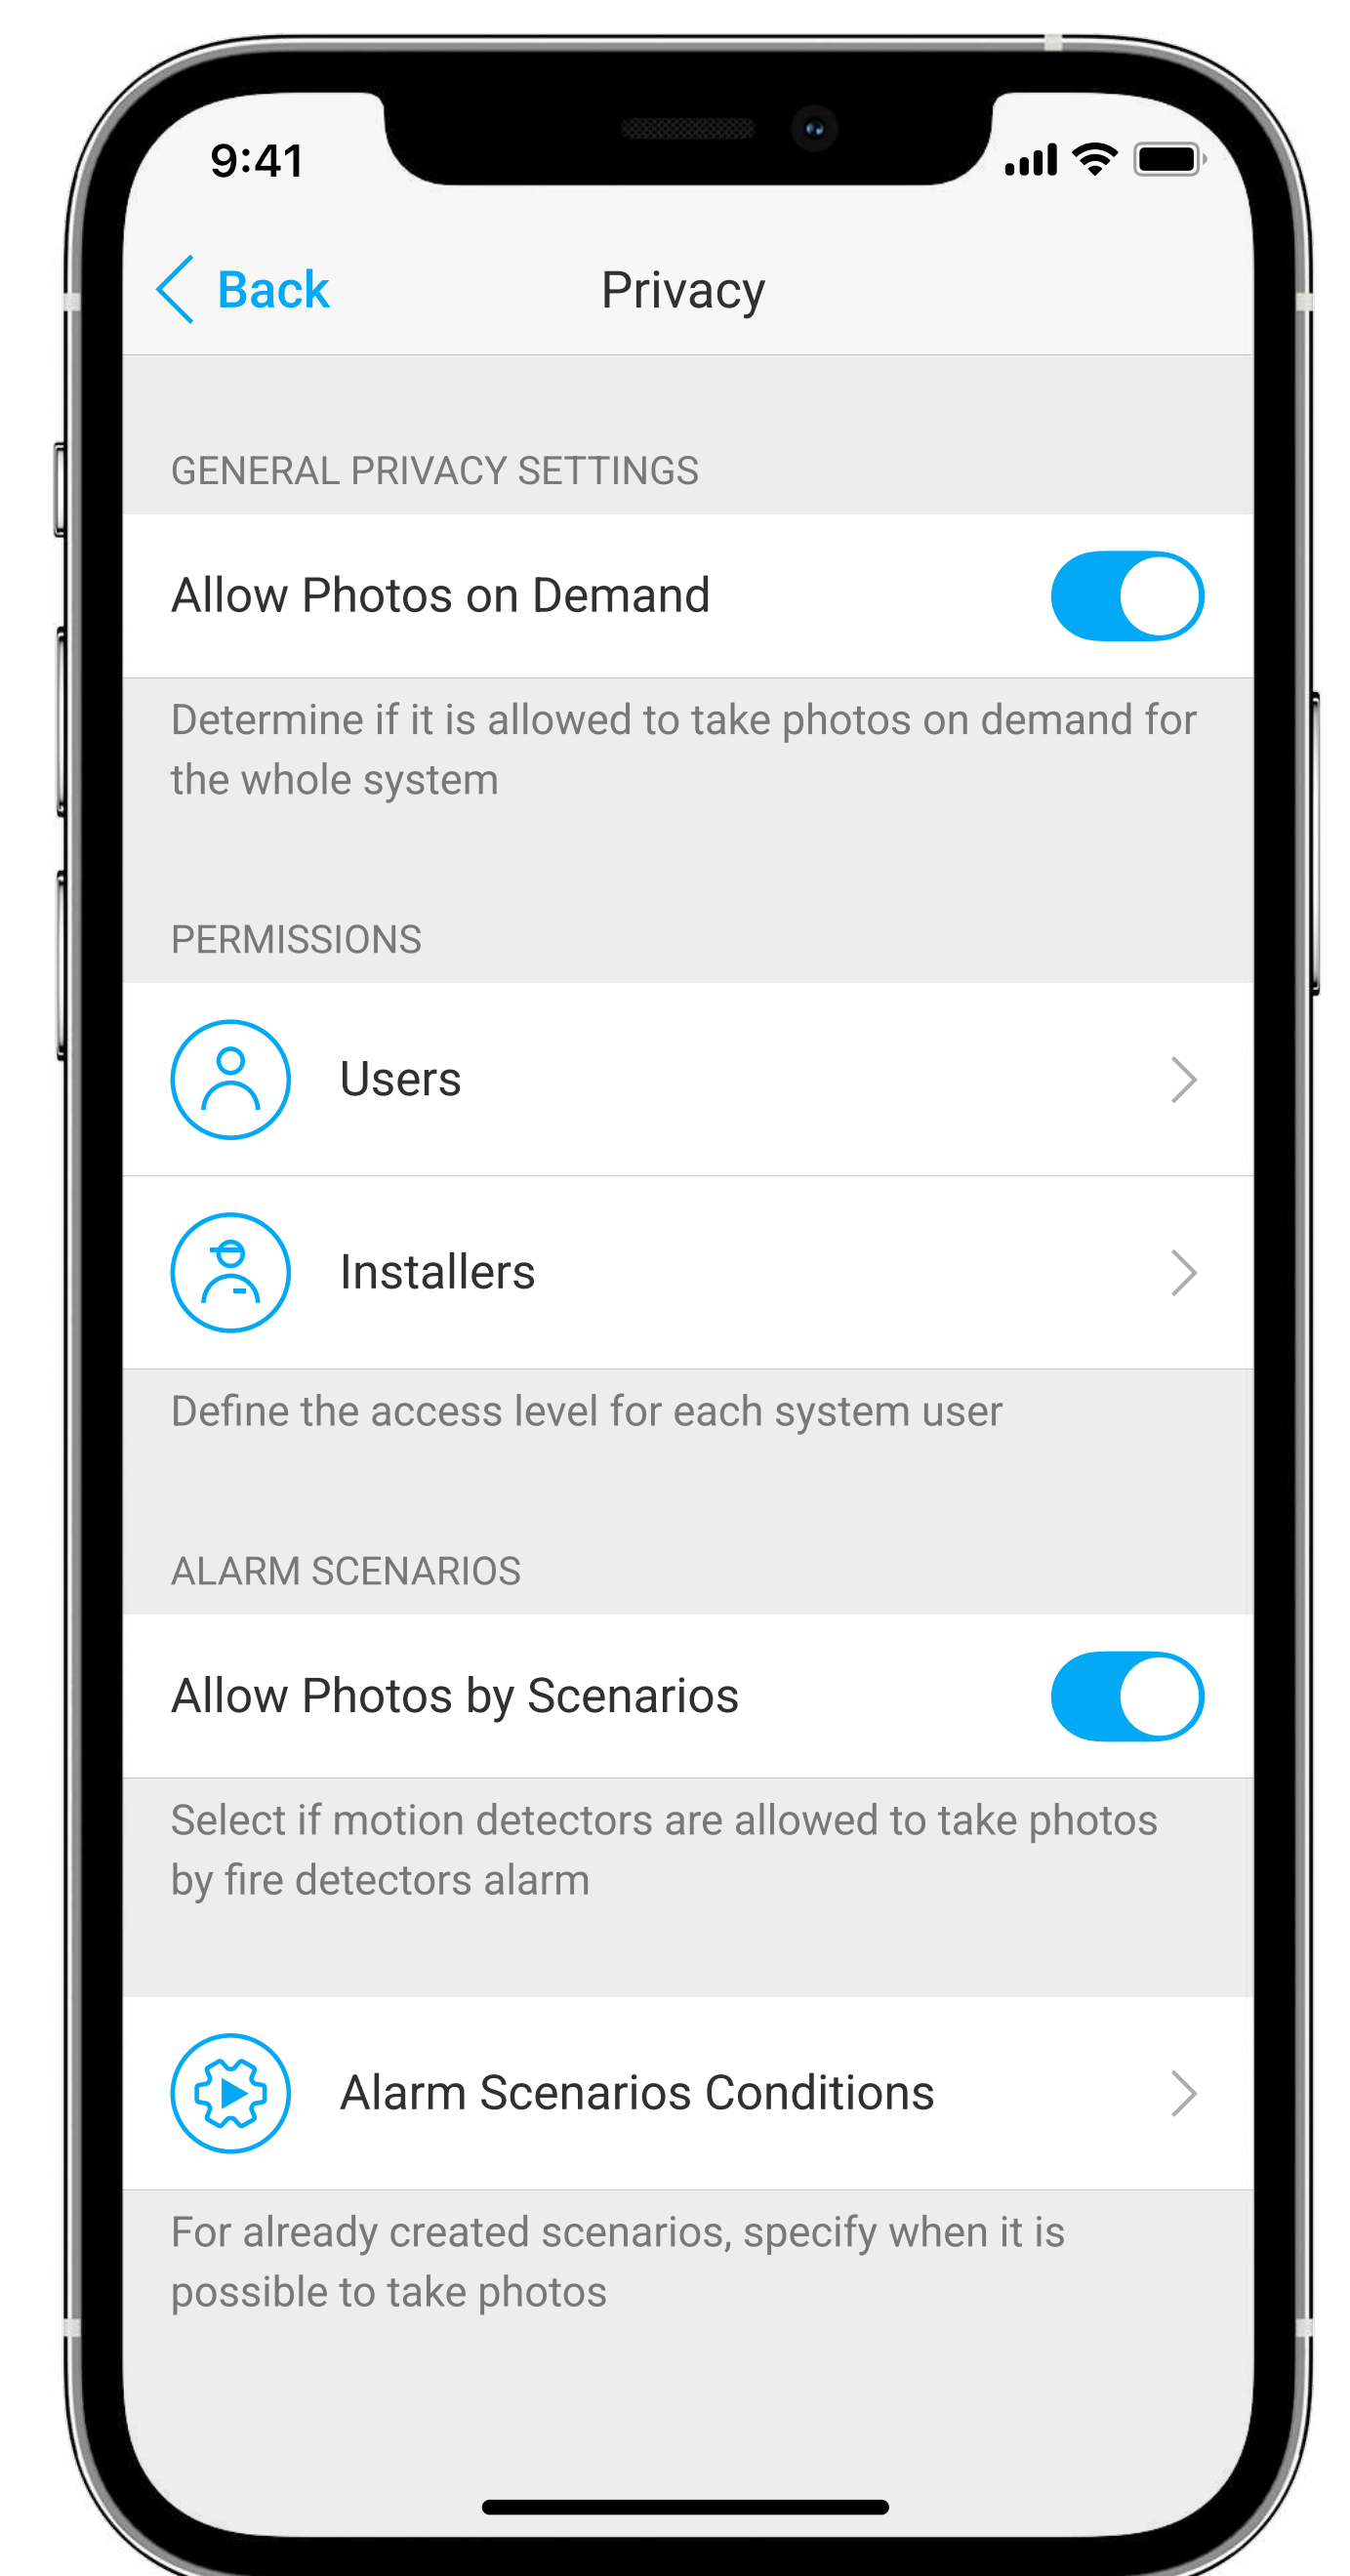 9:41
Back
Privacy
GENERAL PRIVACY SETTINGS
Allow Photos on Demand
Determine if it is allowed to take photos on demand for
the whole system
PERMISSIONS
Users
Installers
Define the access level for each system user
ALARM SCENARIOS
Allow Photos by Scenarios
Select if motion detectors are allowed to take photos
by fire detectors alarm
Alarm Scenarios Conditions
For already created scenarios, specify when it is
possible to take photos